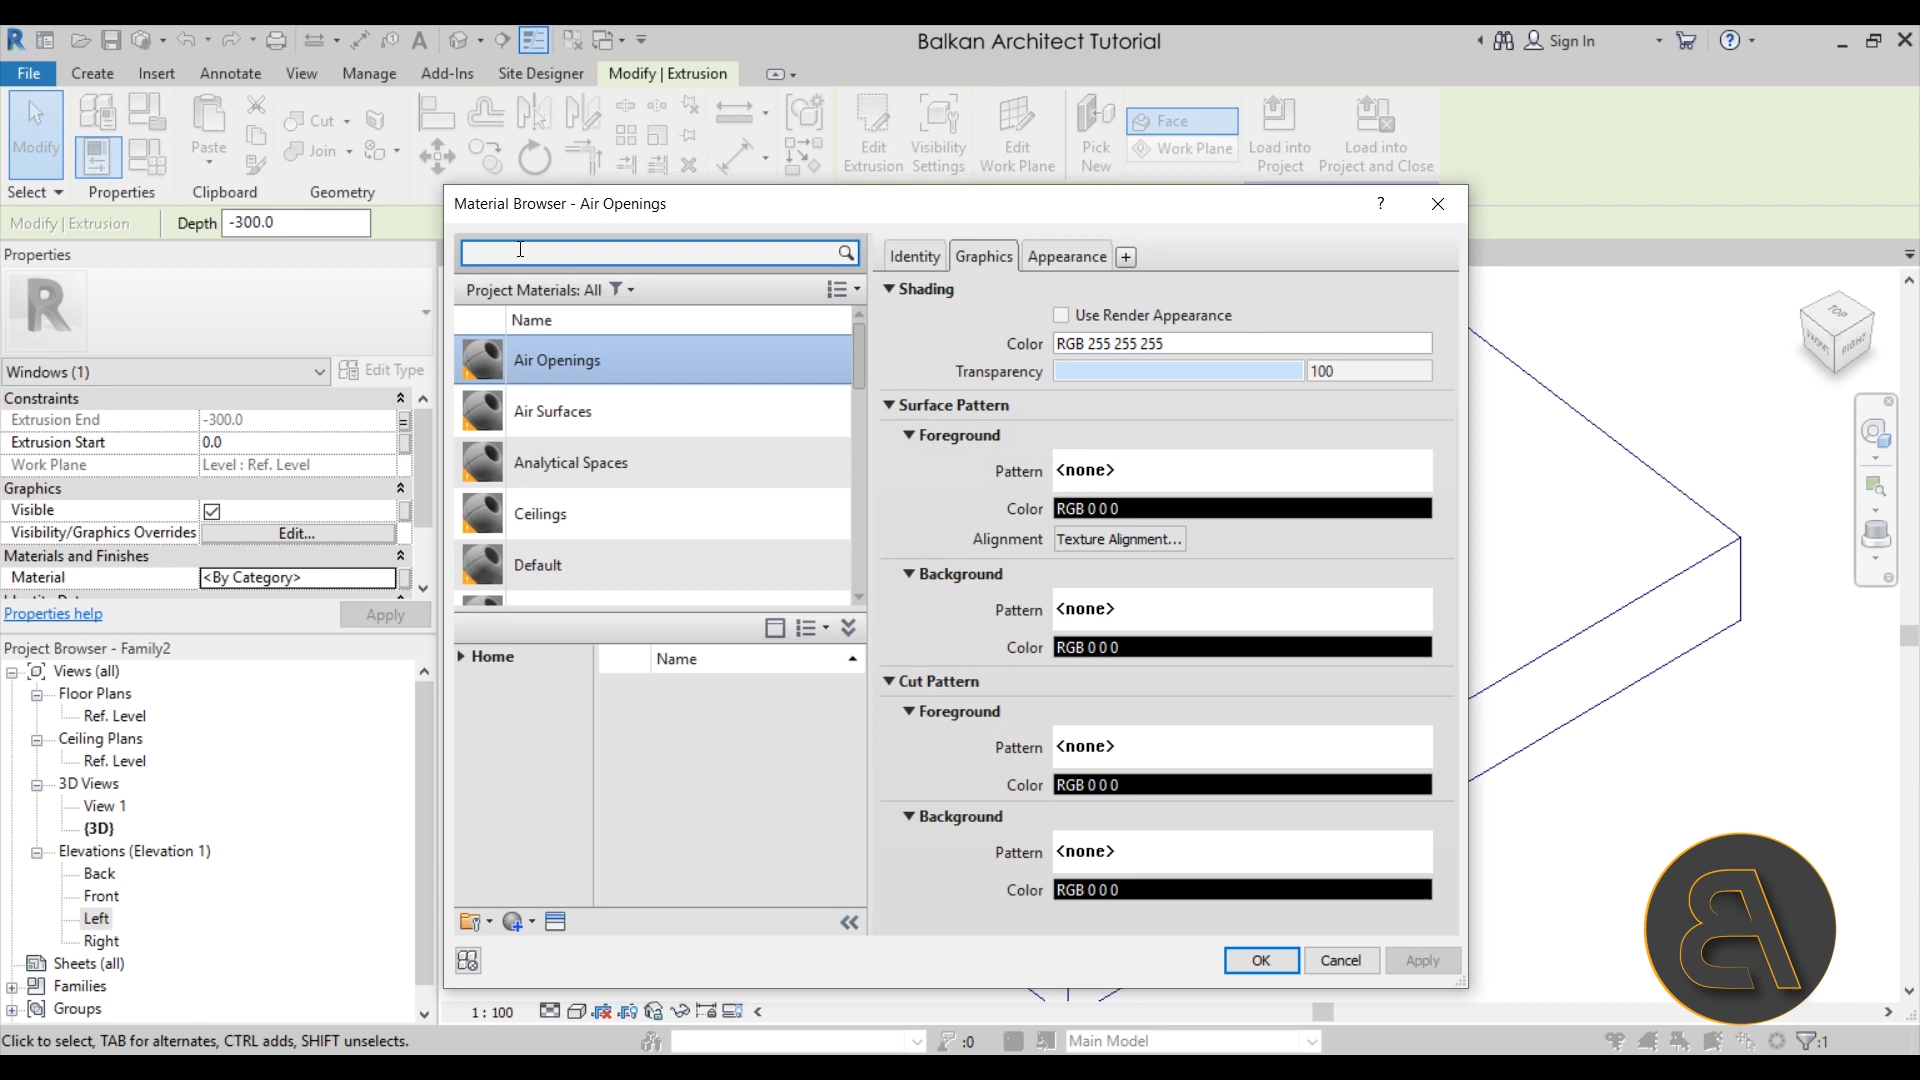 Balkan Architect Tutorial
Sign In
File
Create
Insert
Annotate
View
Manage
Add-Ins
Site Designer
Modify | Extrusion
Modify
Paste
Cut
Join
Edit
Extrusion
Visibility
Settings
Edit
Work Plane
Pick
New
Face
Work Plane
Load into
Project
Load into
Project and Close
Select
Properties
Clipboard
Geometry
Modify | Extrusion
Depth -300.0
Properties
Windows (1)
Edit Type
Constraints
Extrusion End -300.0
Extrusion Start 0.0
Work Plane Level : Ref. Level
Graphics
Visible
Visibility/Graphics Overrides Edit...
Materials and Finishes
Material <By Category>
Properties help
Apply
Project Browser - Family2
Views (all)
Floor Plans
Ref. Level
Ceiling Plans
Ref. Level
3D Views
View 1
{3D}
Elevations (Elevation 1)
Back
Front
Left
Right
Sheets (all)
Families
Groups
Material Browser - Air Openings
?
Project Materials: All
Name
Air Openings
Air Surfaces
Analytical Spaces
Ceilings
Default
Home
Name
Identity
Graphics
Appearance
Shading
Use Render Appearance
Color RGB 255 255 255
Transparency 100
Surface Pattern
Foreground
Pattern <none>
Color RGB 0 0 0
Alignment Texture Alignment...
Background
Pattern <none>
Color RGB 0 0 0
Cut Pattern
Foreground
Pattern <none>
Color RGB 0 0 0
Background
Pattern <none>
Color RGB 0 0 0
OK
Cancel
Apply
TOP
FRONT
RIGHT
1 : 100
Click to select, TAB for alternates, CTRL adds, SHIFT unselects.
:0
Main Model
:1